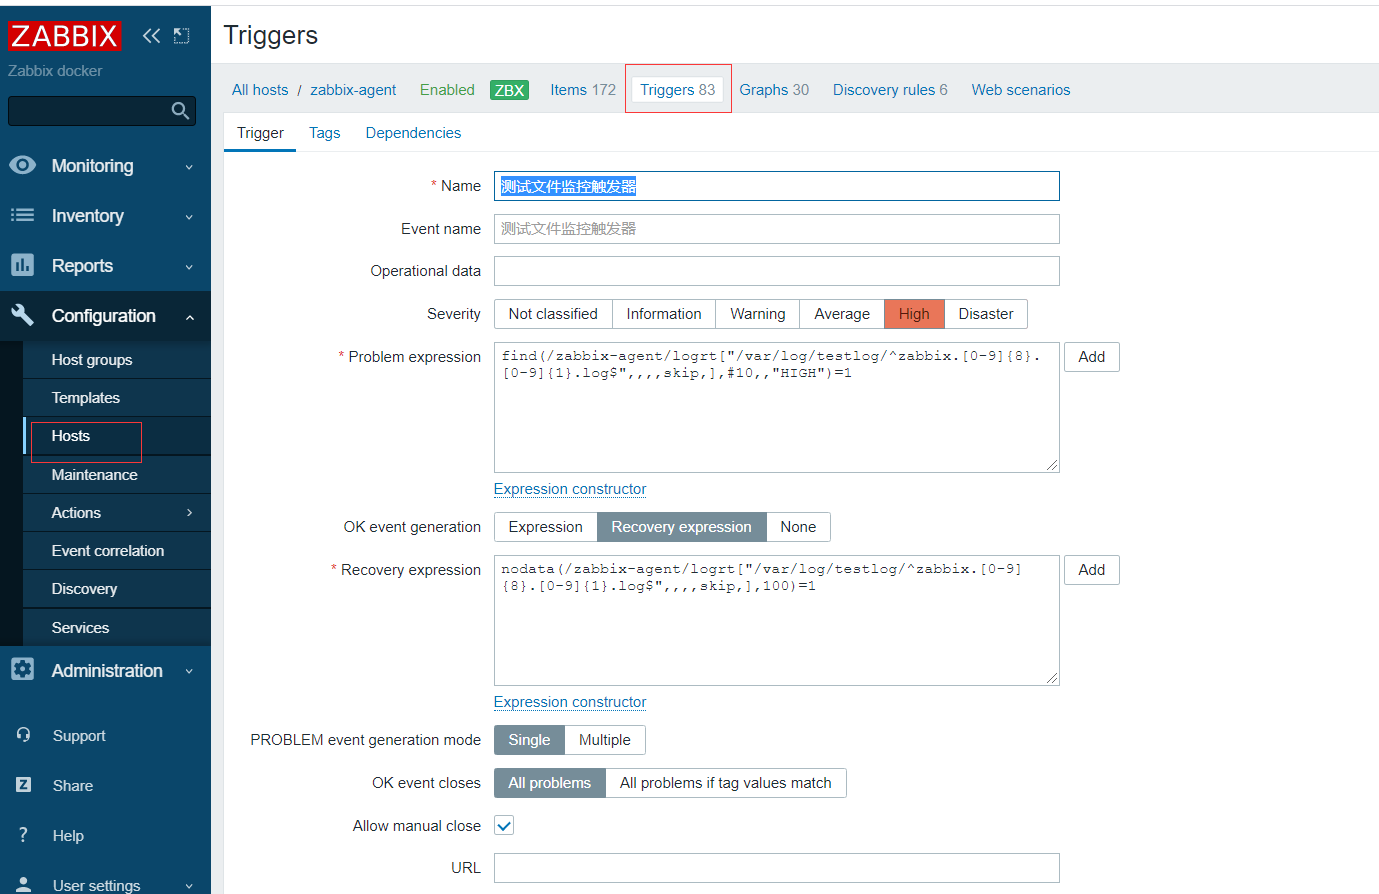 ZABBIX
Zabbix docker
Monitoring
Inventory
Reports
Configuration
Host groups
Templates
Hosts
Maintenance
Actions
Event correlation
Discovery
Services
Administration
Support
Share
Help
User settings
Triggers
All hosts / zabbix-agent Enabled ZBX Items 172 Triggers 83 Graphs 30 Discovery rules 6 Web scenarios
Trigger Tags Dependencies
* Name 测试文件监控触发器
Event name 测试文件监控触发器
Operational data
Severity Not classified Information Warning Average High Disaster
* Problem expression find(/zabbix-agent/logrt["/var/log/testlog/^zabbix.[0-9]{8}. Add
[0-9]{1}.log$",,,,skip,],#10,,"HIGH")=1
Expression constructor
OK event generation Expression Recovery expression None
* Recovery expression nodata(/zabbix-agent/logrt["/var/log/testlog/^zabbix.[0-9] Add
{8}.[0-9]{1}.log$",,,,skip,],100)=1
Expression constructor
PROBLEM event generation mode Single Multiple
OK event closes All problems All problems if tag values match
Allow manual close
URL